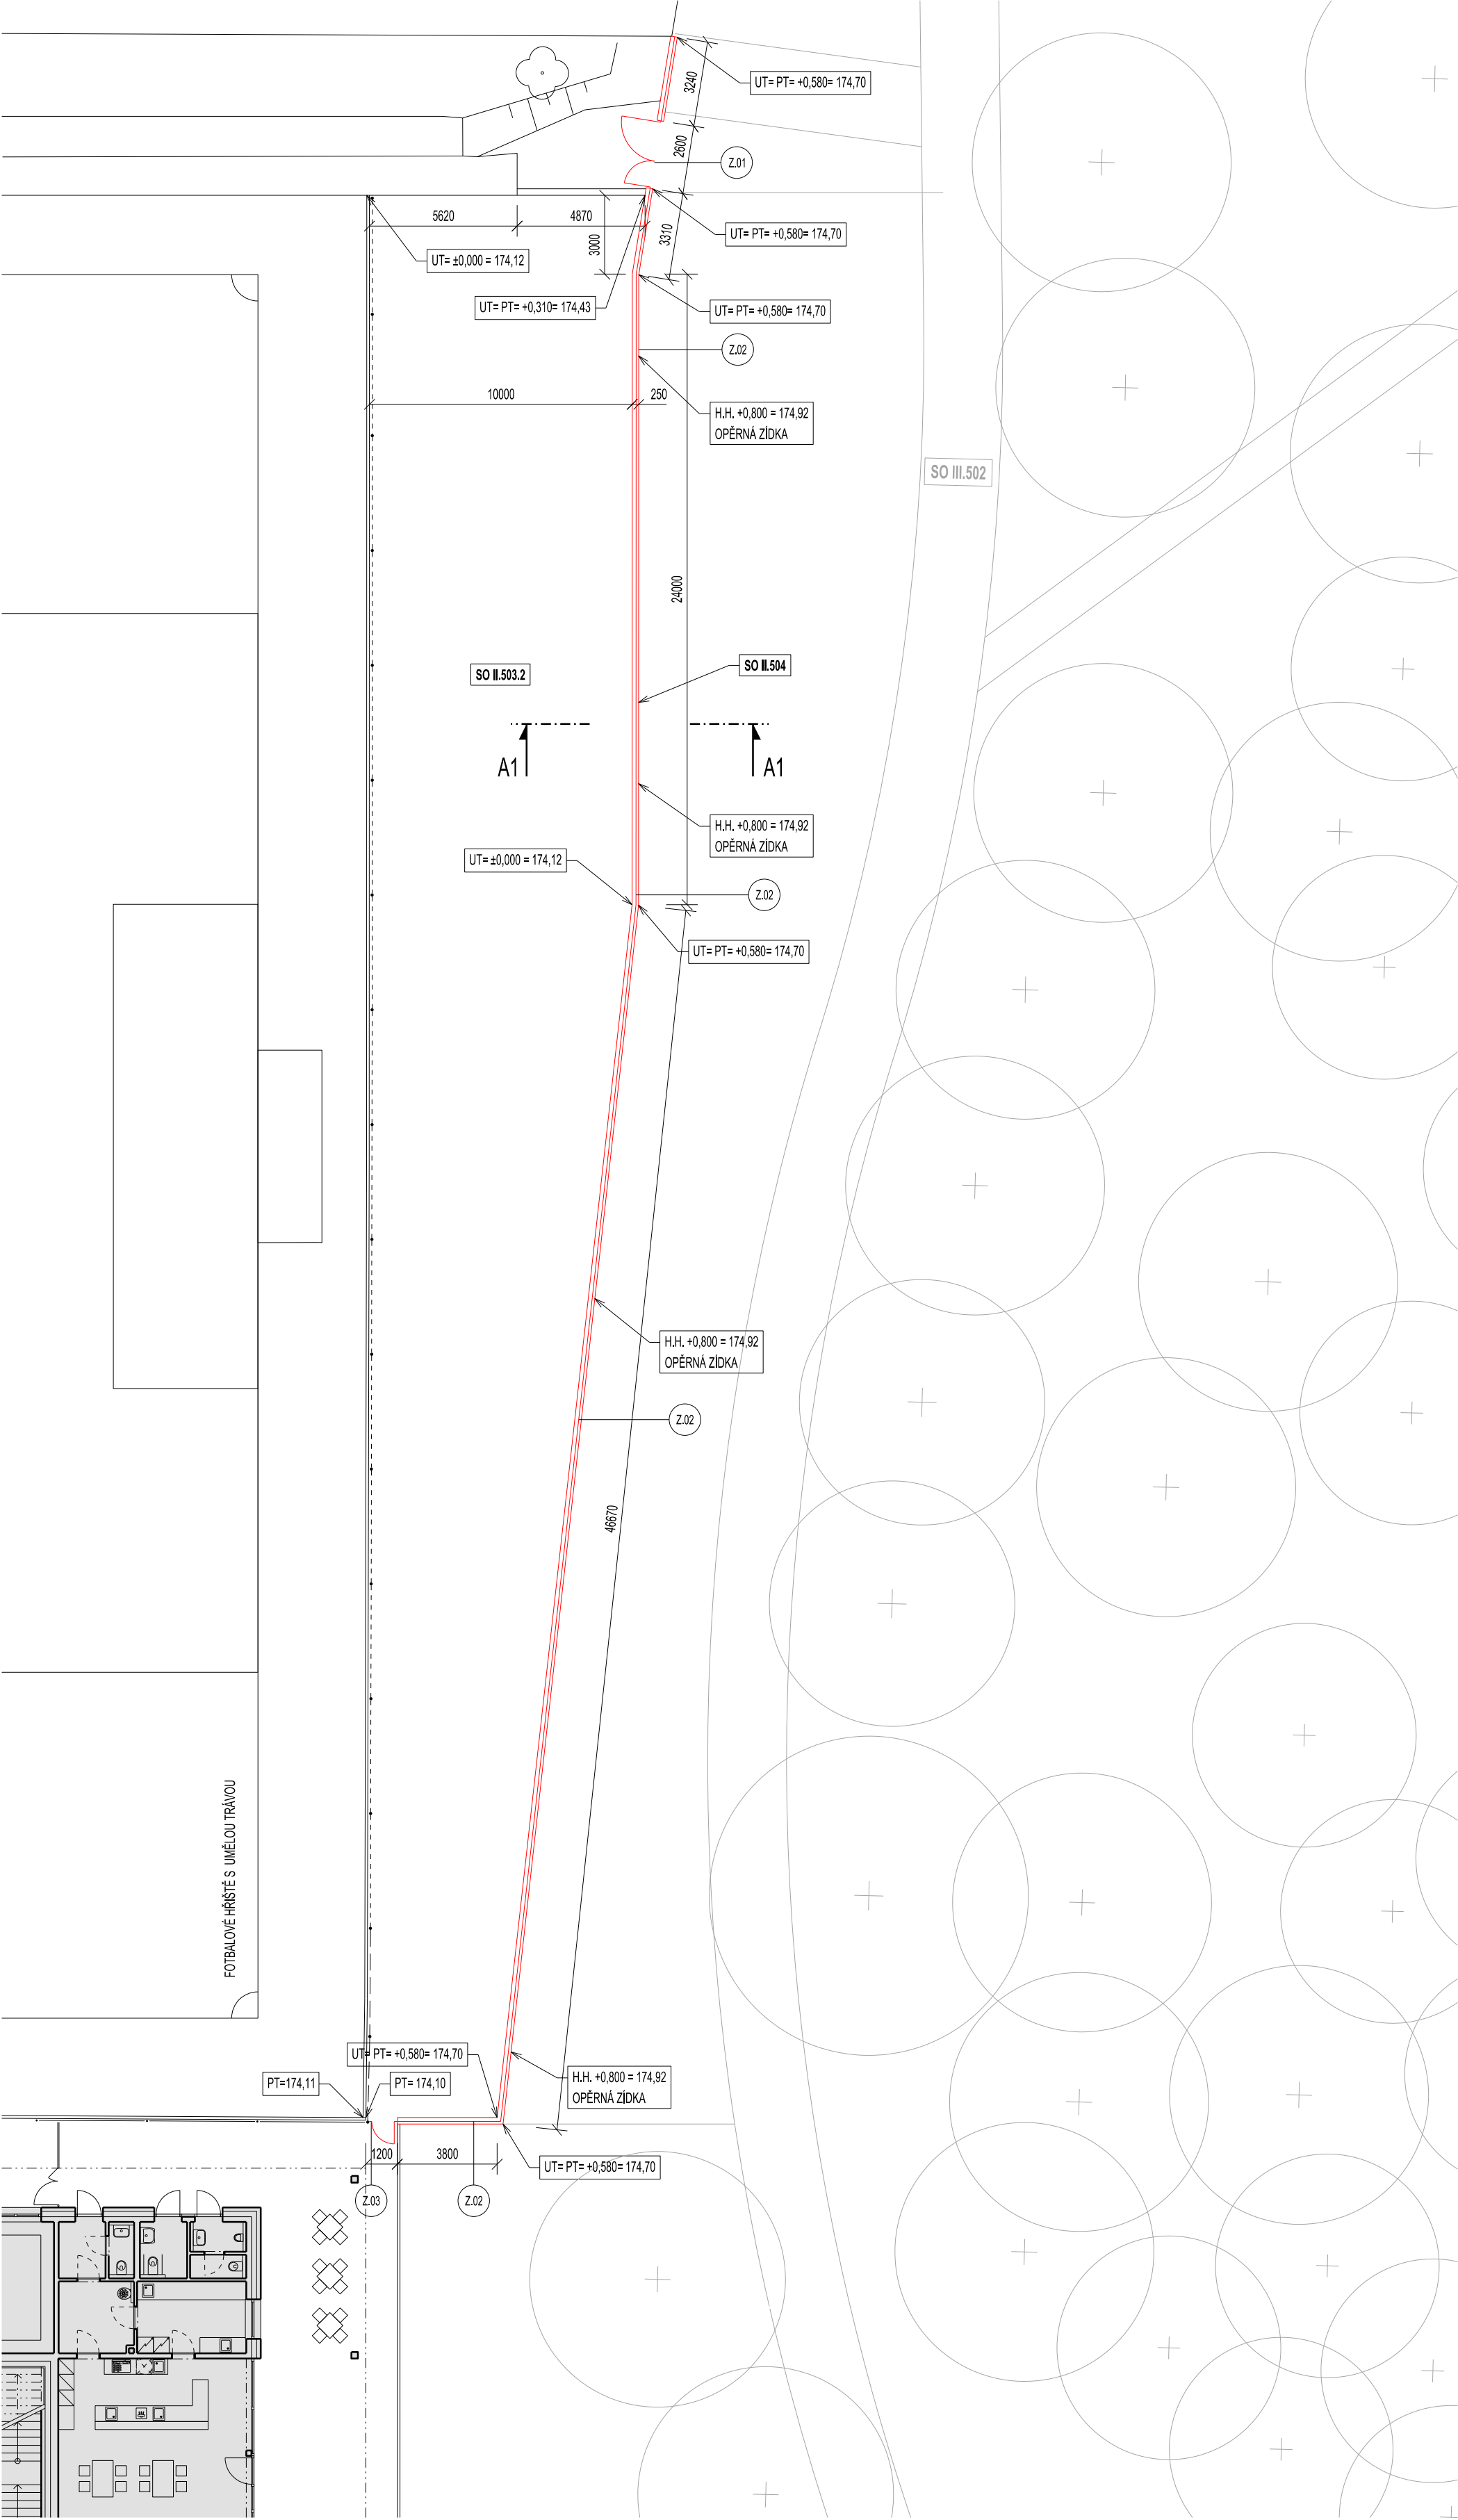 3240
UT= PT= +0,580= 174,70
2600
Z.01
5620
4870
3000
3310
UT= PT= +0,580= 174,70
UT= ±0,000 = 174,12
UT= PT= +0,310= 174,43
UT= PT= +0,580= 174,70
Z.02
10000
250
H.H. +0,800 = 174,92
OPĚRNÁ ZÍDKA
SO III.502
24000
SO II.503.2
SO II.504
A1
A1
H.H. +0,800 = 174,92
OPĚRNÁ ZÍDKA
UT= ±0,000 = 174,12
Z.02
UT= PT= +0,580= 174,70
H.H. +0,800 = 174,92
OPĚRNÁ ZÍDKA
Z.02
46670
FOTBALOVÉ HŘIŠTĚ S UMĚLOU TRÁVOU
UT= PT= +0,580= 174,70
PT=174,11
PT= 174,10
H.H. +0,800 = 174,92
OPĚRNÁ ZÍDKA
1200
3800
UT= PT= +0,580= 174,70
Z.03
Z.02